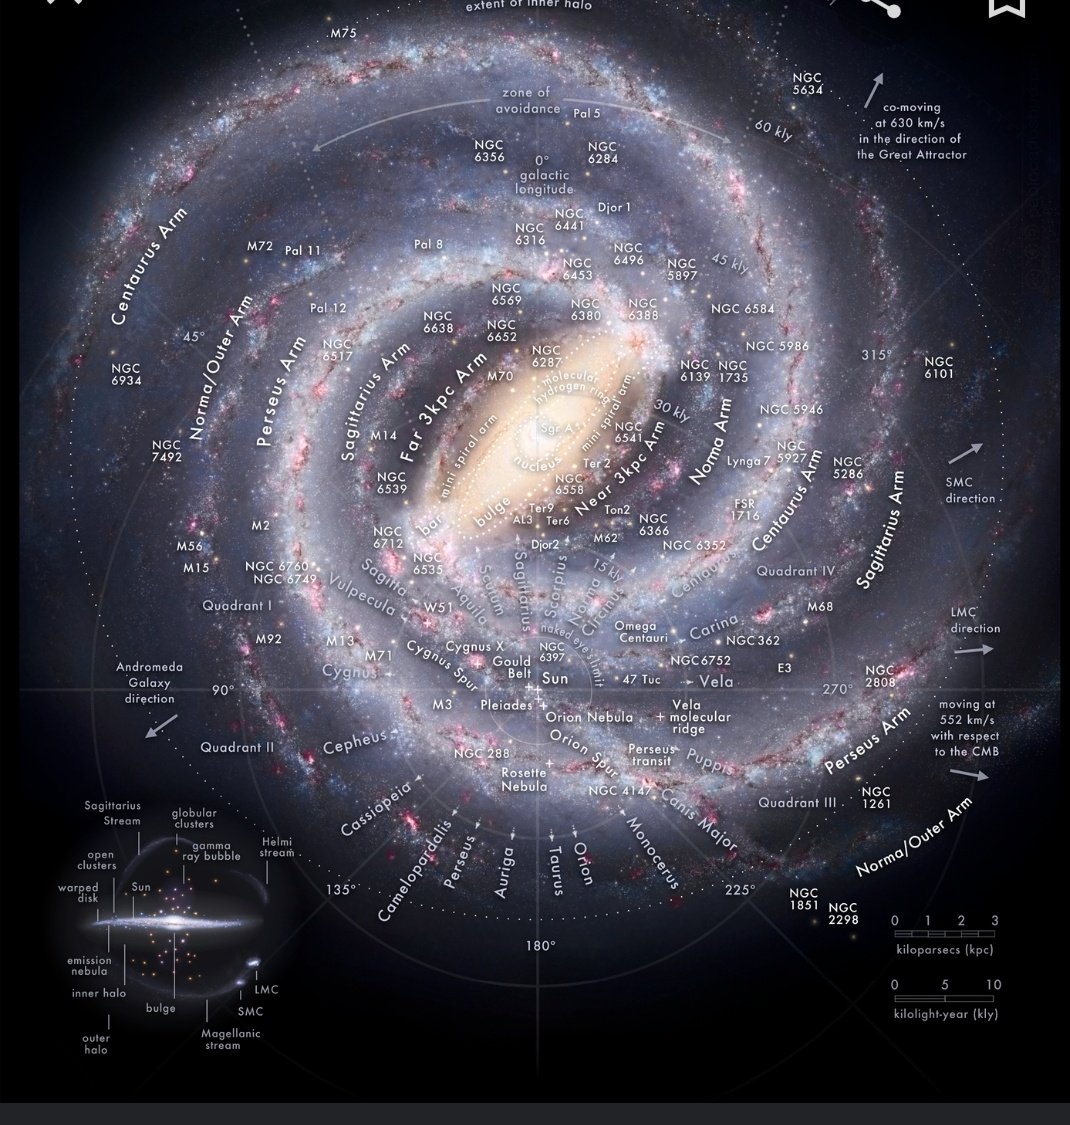 extent of inner halo
M75
NGC
5634
zone of
avoidance
Pal 5
60 kly
co-moving
at 630 km/s
in the direction of
the Great Attractor
NGC
6356
NGC
6284
0°
galactic
longitude
Djor 1
NGC
6441
NGC
6316
Centaurus Arm
M72
Pal 11
Pal 8
NGC
6496
NGC
5897
45 kly
NGC
6453
NGC
6569
NGC
6380
NGC
6388
NGC 6584
Pal 12
NGC
6638
NGC
6652
45°
Norma/Outer Arm
NGC
6517
NGC 5986
315°
NGC
6287
NGC
6934
Perseus Arm
Sagittarius Arm
Far 3kpc Arm
M70
molecular
hydrogen ring
NGC
6139
NGC
1735
NGC
6101
mini spiral arm
mini spiral arm
30 kly
NGC 5946
Sgr A
NGC
6541
M14
NGC
7492
nucleus
Ter 2
Near 3kpc Arm
Norma Arm
Lynga 7
NGC
5927
NGC
5286
SMC
direction
NGC
6539
NGC
6558
bulge
bar
Ter9
AL3
Ter6
Ton2
FSR
1716
Centaurus Arm
Sagittarius Arm
M2
NGC
6712
NGC
6366
M62
M56
Djor2
NGC 6352
M15
NGC 6760
NGC 6749
NGC
6535
15 kly
Quadrant IV
Vulpecula
Sagitta
Aquila
Scutum
Sagittarius
Scorpius
Norma
Circinus
Centaurus
Quadrant I
W51
M68
LMC
direction
naked eyes limit
Omega
Centauri
Carina
M92
M13
M71
Cygnus X
NGC
6397
NGC 362
Cygnus
Cygnus Spur
Gould
Belt
Sun
NGC6752
E3
NGC
2808
Andromeda
Galaxy
direction
90°
47 Tuc
Vela
270°
M3
Pleiades
Orion Nebula
Vela
molecular
ridge
moving at
552 km/s
with respect
to the CMB
Quadrant II
Cepheus
NGC 288
Orion Spur
Perseus
transit
Puppis
Perseus Arm
Rosette
Nebula
NGC 4147
Canis Major
Quadrant III
NGC
1261
Norma/Outer Arm
Cassiopeia
Camelopardalis
Perseus
Auriga
Taurus
Orion
Monocerus
135°
225°
180°
NGC
1851
NGC
2298
Sagittarius
Stream
globular
clusters
gamma
ray bubble
Helmi
stream
open
clusters
warped
disk
Sun
emission
nebula
inner halo
bulge
LMC
SMC
outer
halo
Magellanic
stream
0 1 2 3
kiloparsecs (kpc)
0 5 10
kilolight-year (kly)